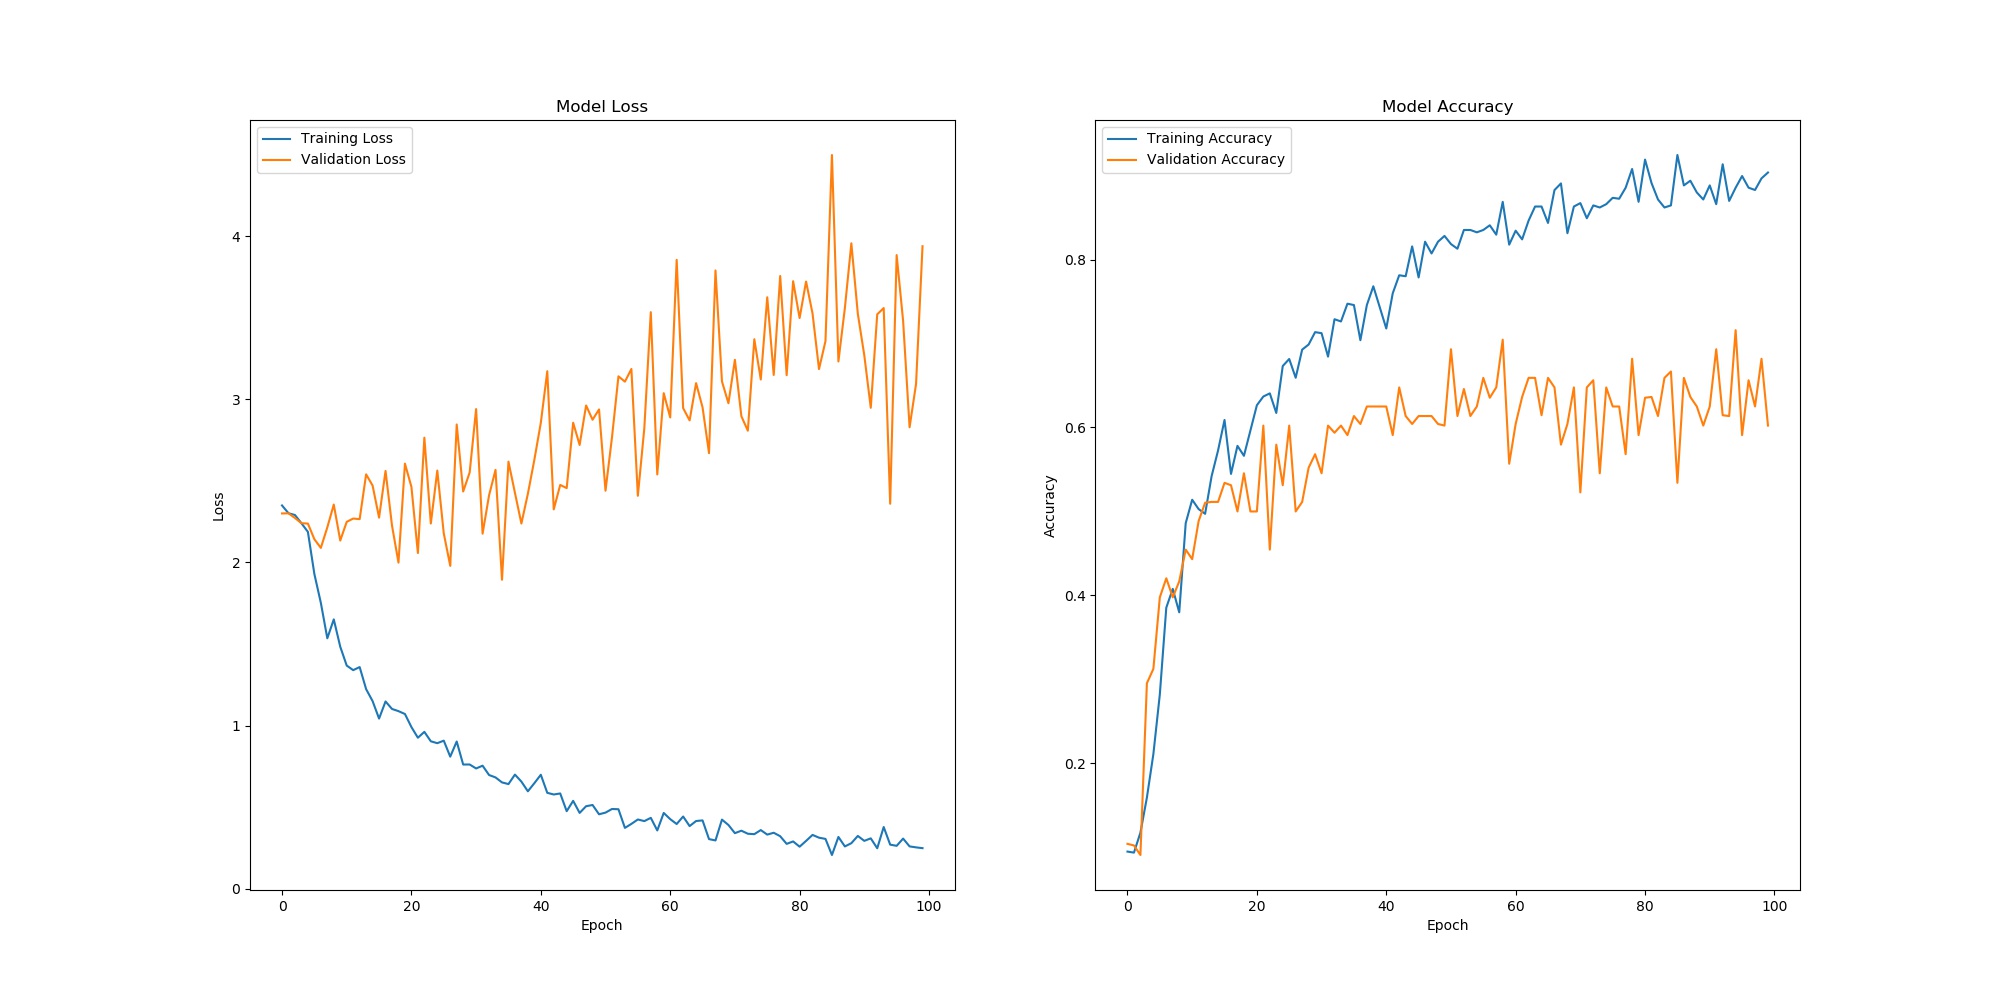 Model Loss
Training Loss
Validation Loss
4
3
2
1
0
Loss
0 20 40 60 80 100
Epoch
Model Accuracy
Training Accuracy
Validation Accuracy
0.8
0.6
0.4
0.2
Accuracy
0 20 40 60 80 100
Epoch